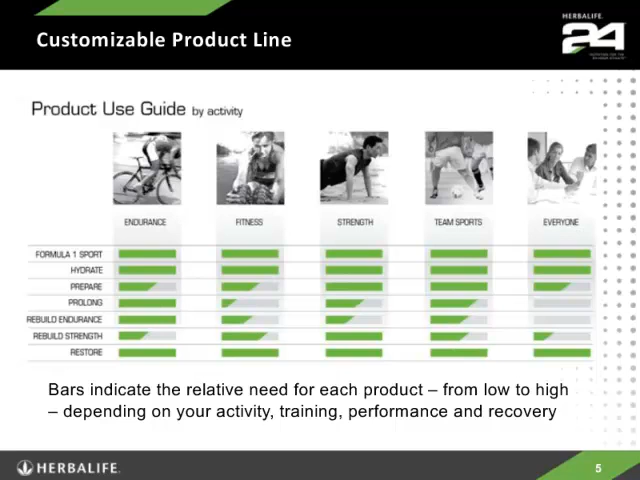 Customizable Product Line
HERBALIFE
24
Product Use Guide by activity
ENDURANCE
FITNESS
STRENGTH
TEAM SPORTS
EVERYONE
FORMULA 1 SPORT
HYDRATE
PREPARE
PROLONG
REBUILD ENDURANCE
REBUILD STRENGTH
RESTORE
Bars indicate the relative need for each product – from low to high
– depending on your activity, training, performance and recovery
HERBALIFE
5